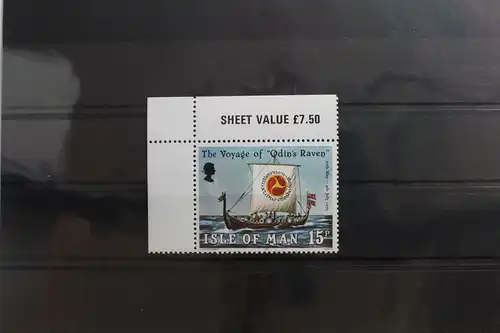 SHEET VALUE £7.50
The Voyage of "Odin's Raven"
ISLE OF MAN 15P